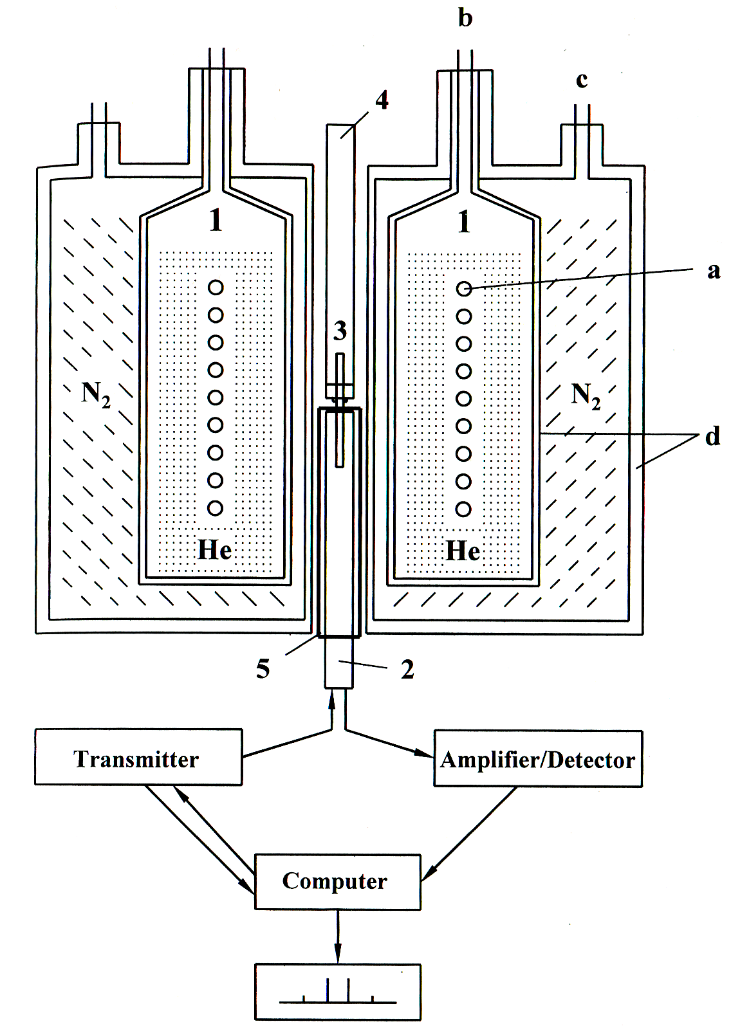 b
c
4
1
1
a
3
N2
N2
d
He
He
5
2
Transmitter
Amplifier/Detector
Computer